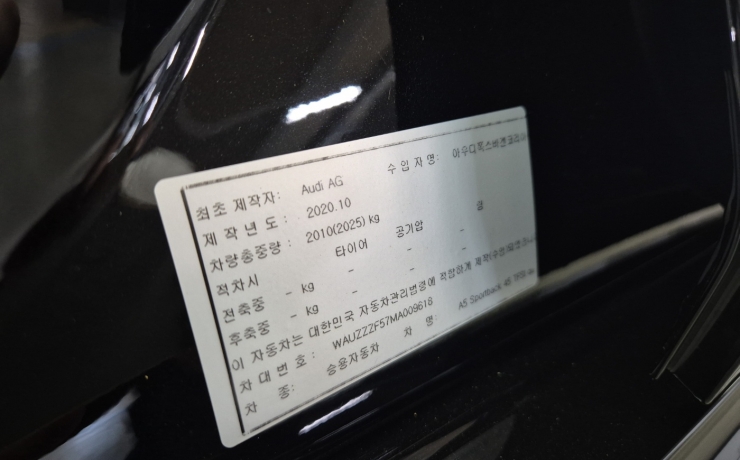 최초 제작자: Audi AG 수 입 자 명: 아우디폭스바겐코리아
제 작 년 도 : 2020.10
차량총중량 : 2010(2025) kg
적차시 타이어 공기압 림
전축중 - kg - - -
후축중 - kg - - -
이 자동차는 대한민국 자동차관리법령에 적합하게 제작(수입)되었
차 대 번 호 : WAUZZZF57MA009618
차 종: 승용자동차 차 명: A5 Sportback 45 TFSI